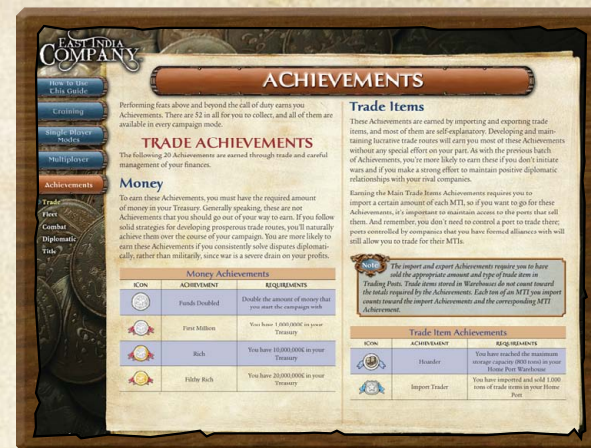 EAST INDIA
COMPANY
How to Use
This Guide
Training
Single Player
Modes
Multiplayer
Achievements
Trade
Fleet
Combat
Diplomatic
Title
ACHIEVEMENTS
Performing feats above and beyond the call of duty earns you
Achievements. There are 52 in all for you to collect, and all of them are
available in every campaign mode.
TRADE ACHIEVEMENTS
The following 20 Achievements are earned through trade and careful
management of your finances.
Money
To earn these Achievements, you must have the required amount
of money in your Treasury. Generally speaking, these are not
Achievements that you should go out of your way to earn. If you follow
solid strategies for developing prosperous trade routes, you'll naturally
achieve them over the course of your campaign. You are more likely to
earn these Achievements if you consistently solve disputes diplomati-
cally, rather than militarily, since war is a severe drain on your profits.
Money Achievements
ICON ACHIEVEMENT REQUIREMENTS
Funds Doubled Double the amount of money that
you start the campaign with
First Million You have 1,000,000£ in your
Treasury
Rich You have 10,000,000£ in your
Treasury
Filthy Rich You have 20,000,000£ in your
Treasury
Trade Items
These Achievements are earned by importing and exporting trade
items, and most of them are self-explanatory. Developing and main-
taining lucrative trade routes will earn you most of these Achievements
without any special effort on your part. As with the previous batch
of Achievements, you're more likely to earn these if you don't initiate
wars and if you make a strong effort to maintain positive diplomatic
relationships with your rival companies.
Earning the Main Trade Items Achievements requires you to
import a certain amount of each MTI, so if you want to go for these
Achievements, it's important to maintain access to the ports that sell
them. And remember, you don't need to control a port to trade there;
ports controlled by companies that you have formed alliances with will
still allow you to trade for their MTIs.
Note
The import and export Achievements require you to have
sold the appropriate amount and type of trade item in
Trading Posts. Trade items stored in Warehouses do not count toward
the totals required by the Achievements. Each ton of an MTI you import
counts toward the import Achievements and the corresponding MTI
Achievement.
Trade Item Achievements
ICON ACHIEVEMENT REQUIREMENTS
Hoarder You have reached the maximum
storage capacity (800 tons) in your
Home Port Warehouse
Import Trader You have imported and sold 1,000
tons of trade items in your Home
Port